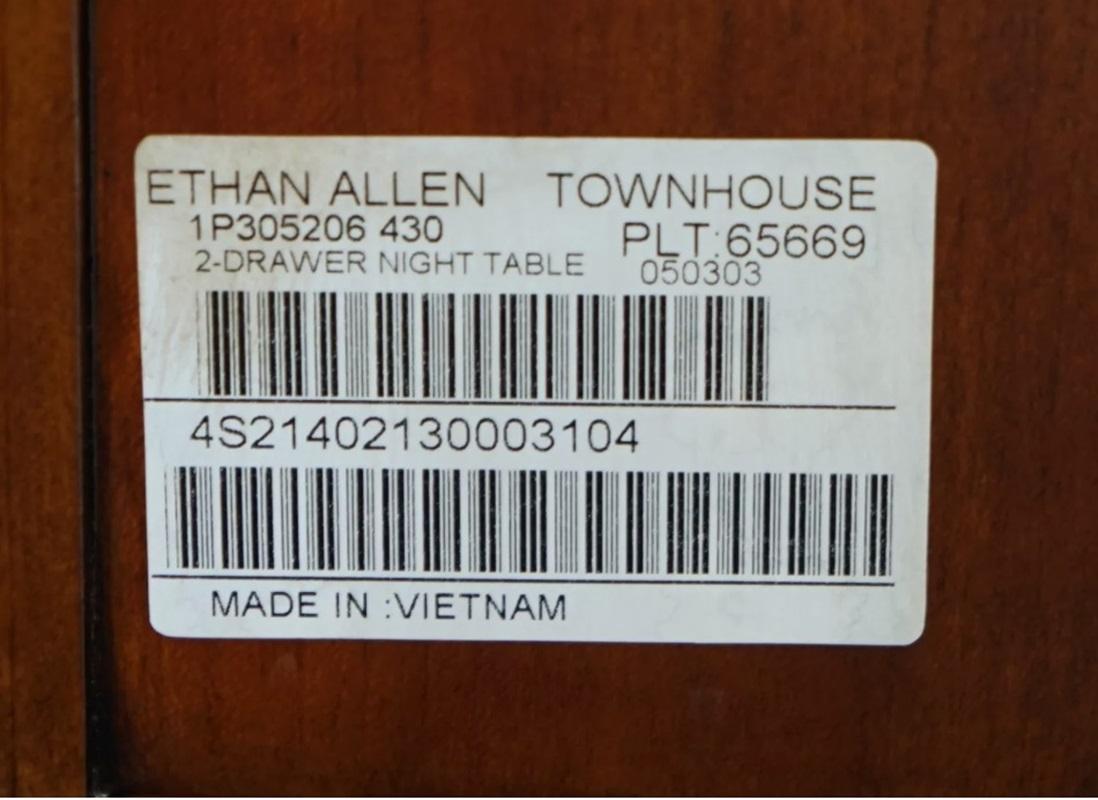 ETHAN ALLEN TOWNHOUSE
1P305206 430 PLT:65669
2-DRAWER NIGHT TABLE 050303
4S21402130003104
MADE IN :VIETNAM